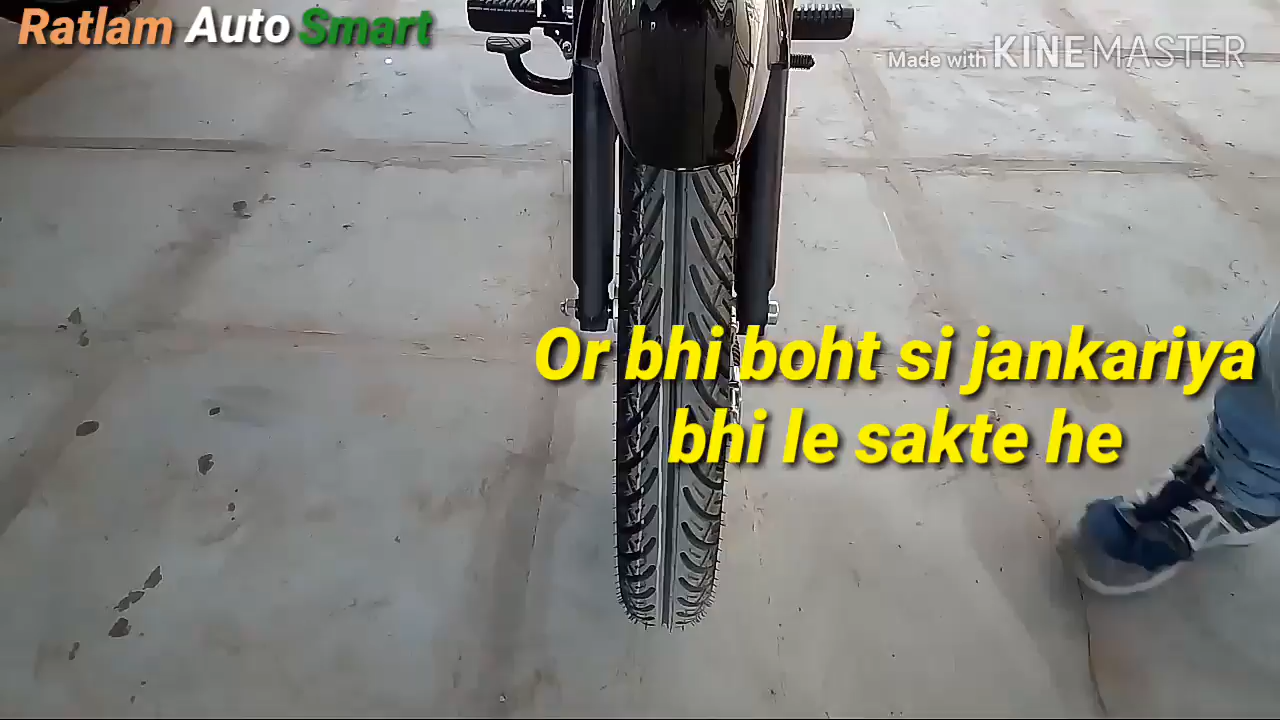 Ratlam Auto Smart
Made with KINEMASTER
Or bhi boht si jankariya
bhi le sakte he